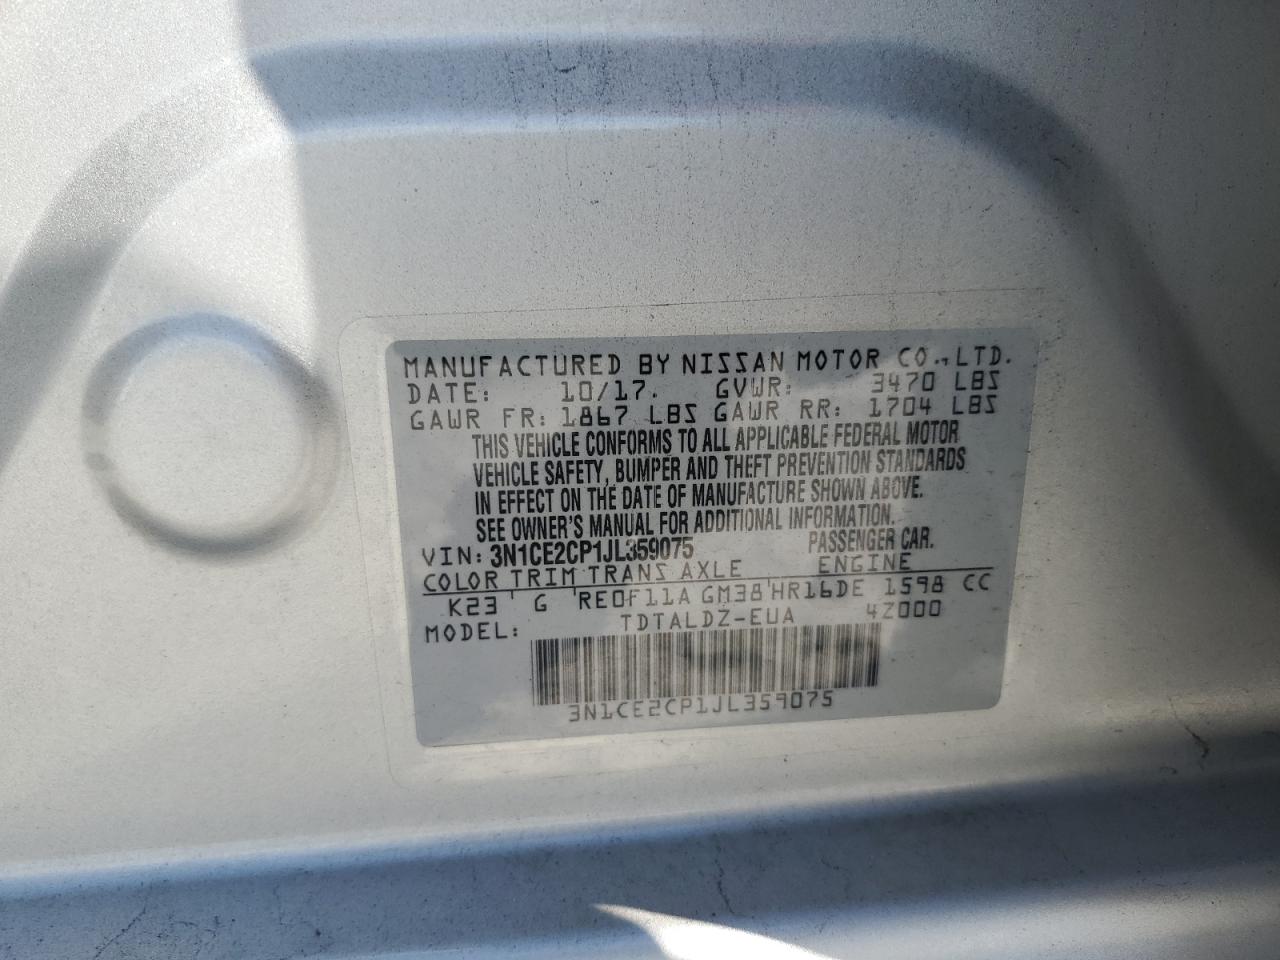 MANUFACTURED BY NISSAN MOTOR CO., LTD.
DATE: 10/17. GVWR: 3470 LBS
GAWR FR: 1867 LBS GAWR RR: 1704 LBS
THIS VEHICLE CONFORMS TO ALL APPLICABLE FEDERAL MOTOR
VEHICLE SAFETY, BUMPER AND THEFT PREVENTION STANDARDS
IN EFFECT ON THE DATE OF MANUFACTURE SHOWN ABOVE.
SEE OWNER'S MANUAL FOR ADDITIONAL INFORMATION.
VIN: 3N1CE2CP1JL359075 PASSENGER CAR.
COLOR TRIM TRANS AXLE ENGINE
K23 G RE0F11A GM38 HR16DE 1598 CC
MODEL: TDTALDZ-EUA 4Z000
3N1CE2CP1JL359075